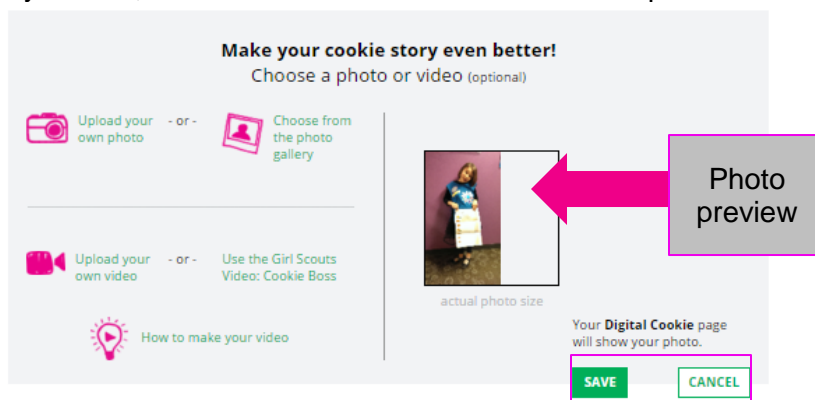 Make your cookie story even better!
Choose a photo or video (optional)
Upload your
own photo
- or -
Choose from
the photo
gallery
Upload your
own video
- or -
Use the Girl Scouts
Video: Cookie Boss
How to make your video
actual photo size
Photo
preview
Your Digital Cookie page
will show your photo.
SAVE
CANCEL